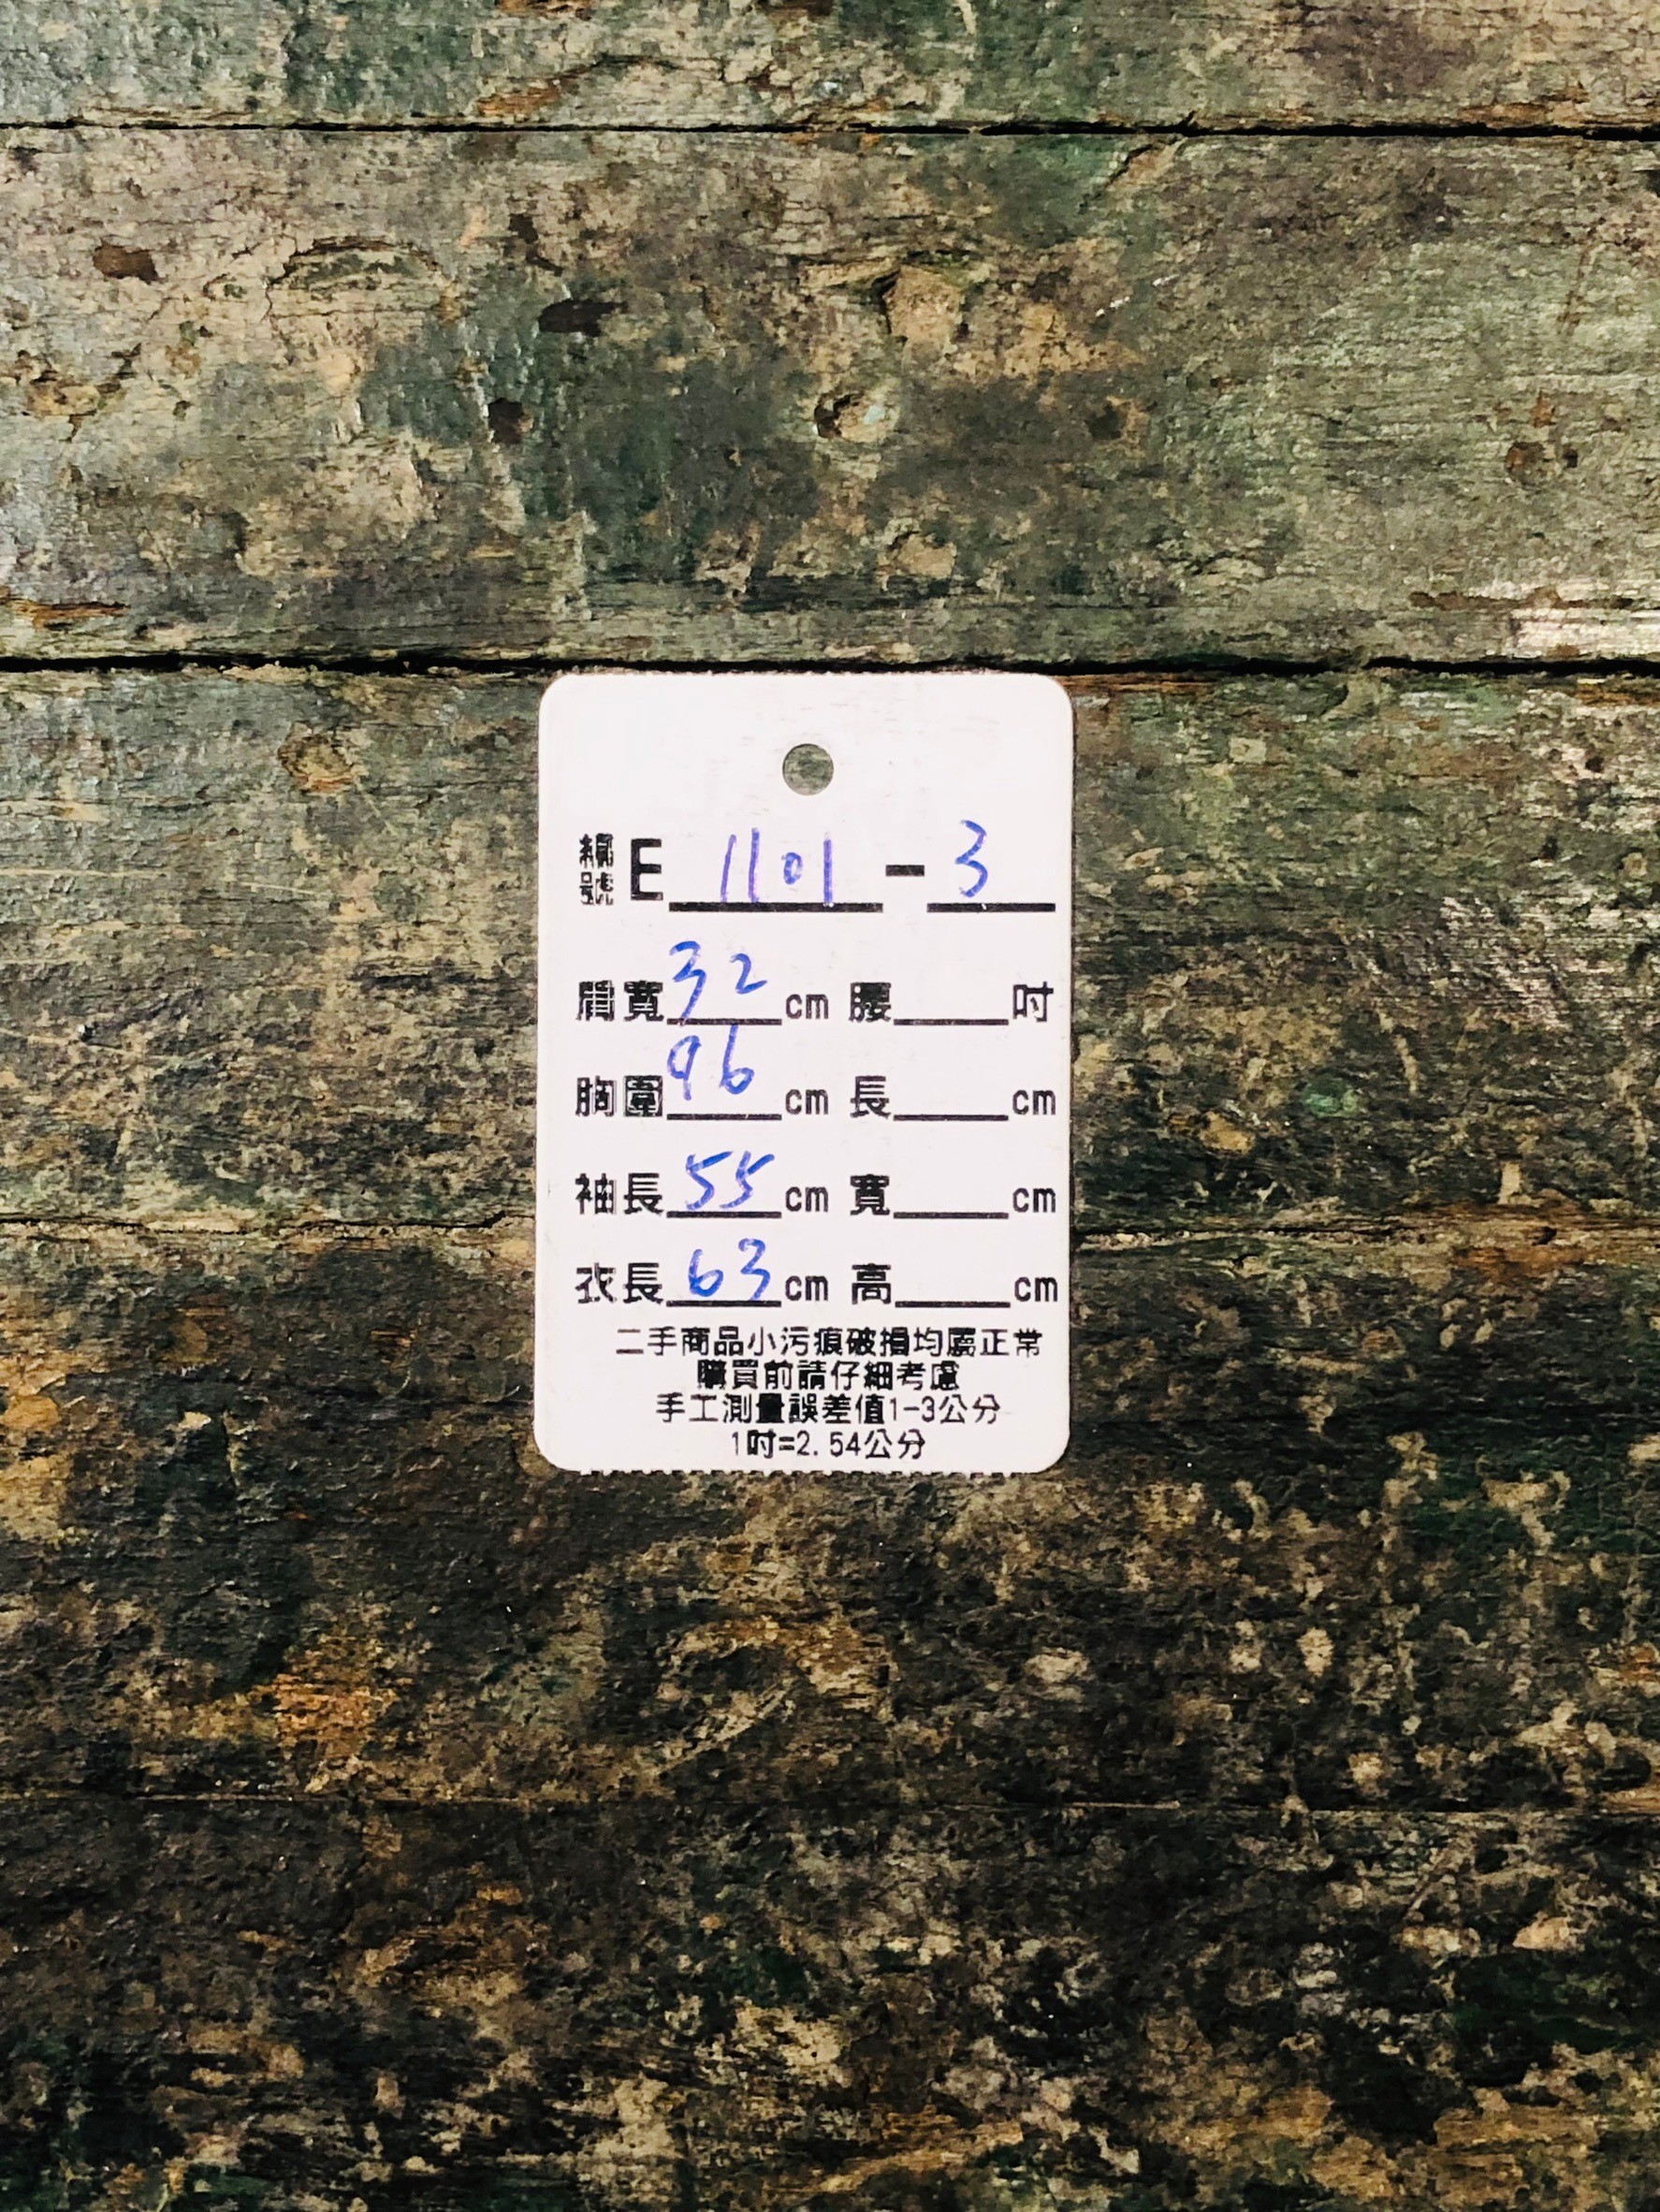 編號 E 1101 - 3
肩寬 32 cm 腰 吋
胸圍 96 cm 長 cm
袖長 55 cm 寬 cm
衣長 63 cm 高 cm
二手商品小污痕破損均屬正常
購買前請仔細考慮
手工測量誤差值1-3公分
1吋=2.54公分